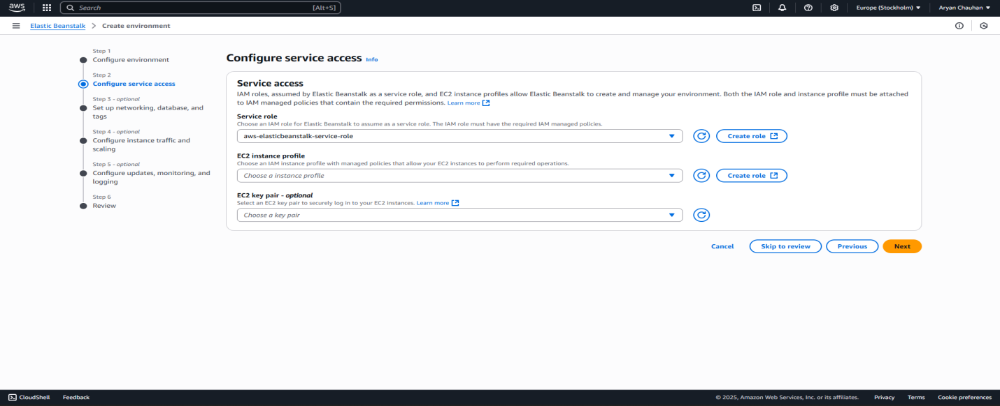 aws
Search [Alt+S]
Europe (Stockholm)
Aryan Chauhan
Elastic Beanstalk > Create environment
Step 1
Configure environment
Step 2
Configure service access
Step 3 - optional
Set up networking, database, and
tags
Step 4 - optional
Configure instance traffic and
scaling
Step 5 - optional
Configure updates, monitoring, and
logging
Step 6
Review
Configure service access Info
Service access
IAM roles, assumed by Elastic Beanstalk as a service role, and EC2 instance profiles allow Elastic Beanstalk to create and manage your environment. Both the IAM role and instance profile must be attached
to IAM managed policies that contain the required permissions. Learn more
Service role
Choose an IAM role for Elastic Beanstalk to assume as a service role. The IAM role must have the required IAM managed policies.
aws-elasticbeanstalk-service-role
Create role
EC2 instance profile
Choose an IAM instance profile with managed policies that allow your EC2 instances to perform required operations.
Choose a instance profile
Create role
EC2 key pair - optional
Select an EC2 key pair to securely log in to your EC2 instances. Learn more
Choose a key pair
Cancel
Skip to review
Previous
Next
CloudShell
Feedback
© 2025, Amazon Web Services, Inc. or its affiliates.
Privacy
Terms
Cookie preferences